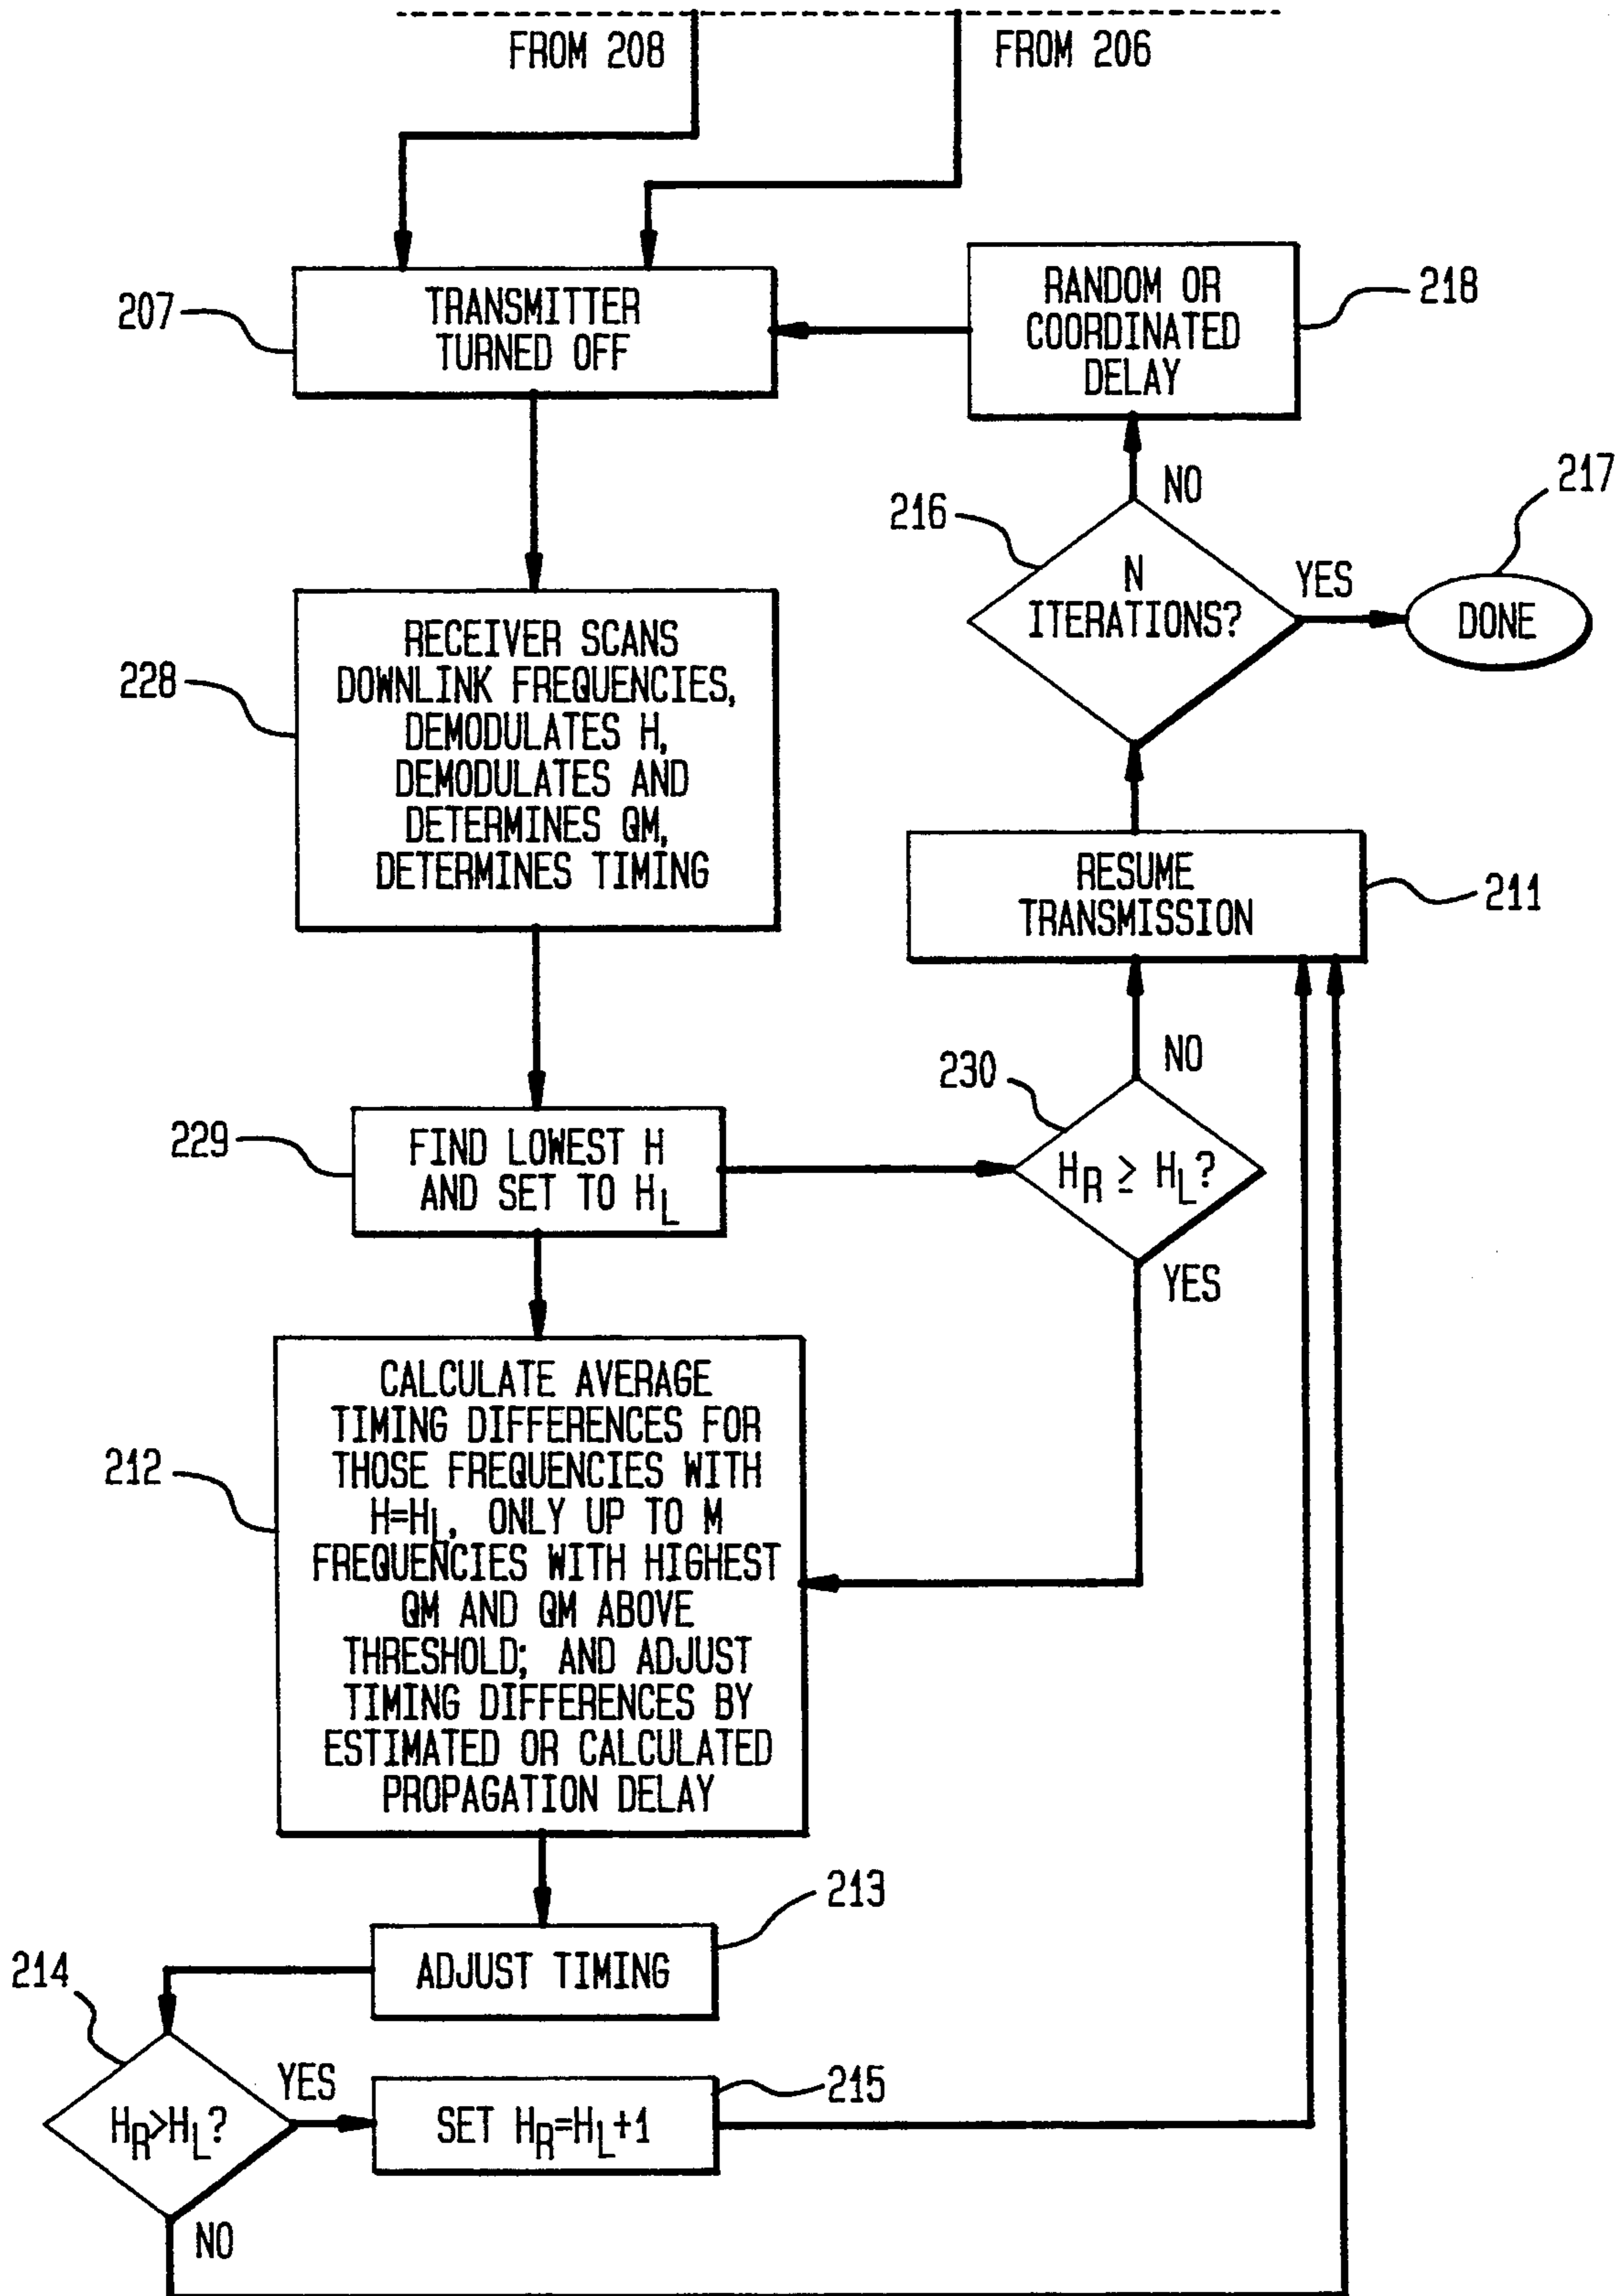 FROM 208
FROM 206
207
TRANSMITTER
TURNED OFF
RANDOM OR
COORDINATED
DELAY
218
NO
216
N
ITERATIONS?
YES
217
DONE
228
RECEIVER SCANS
DOWNLINK FREQUENCIES,
DEMODULATES H,
DEMODULATES AND
DETERMINES QM,
DETERMINES TIMING
RESUME
TRANSMISSION
211
NO
230
229
FIND LOWEST H
AND SET TO HL
HR ≥ HL?
YES
212
CALCULATE AVERAGE
TIMING DIFFERENCES FOR
THOSE FREQUENCIES WITH
H=HL, ONLY UP TO M
FREQUENCIES WITH HIGHEST
QM AND QM ABOVE
THRESHOLD; AND ADJUST
TIMING DIFFERENCES BY
ESTIMATED OR CALCULATED
PROPAGATION DELAY
213
ADJUST TIMING
214
HR>HL?
YES
215
SET HR=HL+1
NO